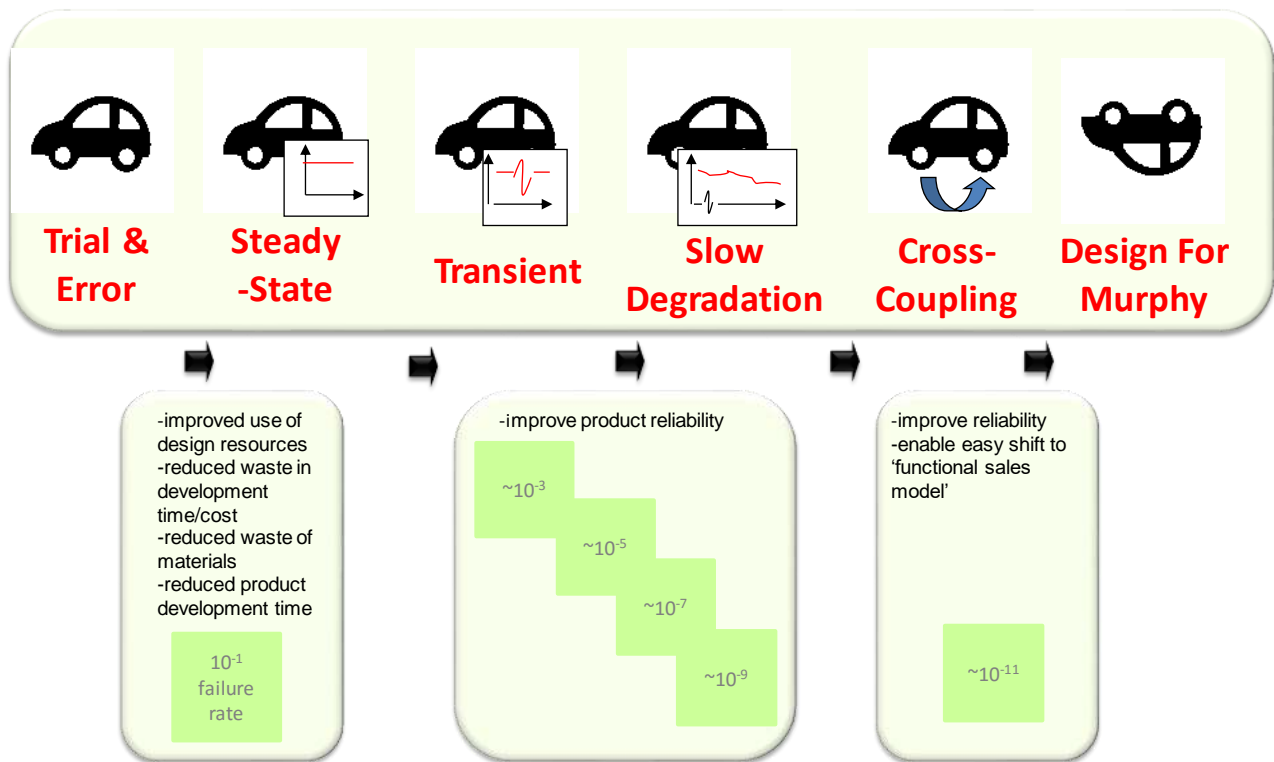 Trial &
Error
Steady
-State
Transient
Slow
Degradation
Cross-
Coupling
Design For
Murphy
-improved use of
design resources
-reduced waste in
development
time/cost
-reduced waste of
materials
-reduced product
development time
10⁻¹
failure
rate
-improve product reliability
~10⁻³
~10⁻⁵
~10⁻⁷
~10⁻⁹
-improve reliability
-enable easy shift to
‘functional sales
model’
~10⁻¹¹